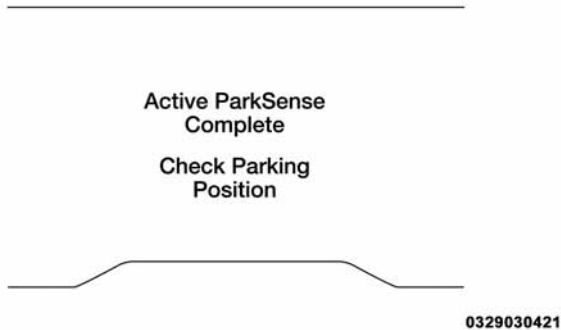 Active ParkSense
Complete
Check Parking
Position
0329030421